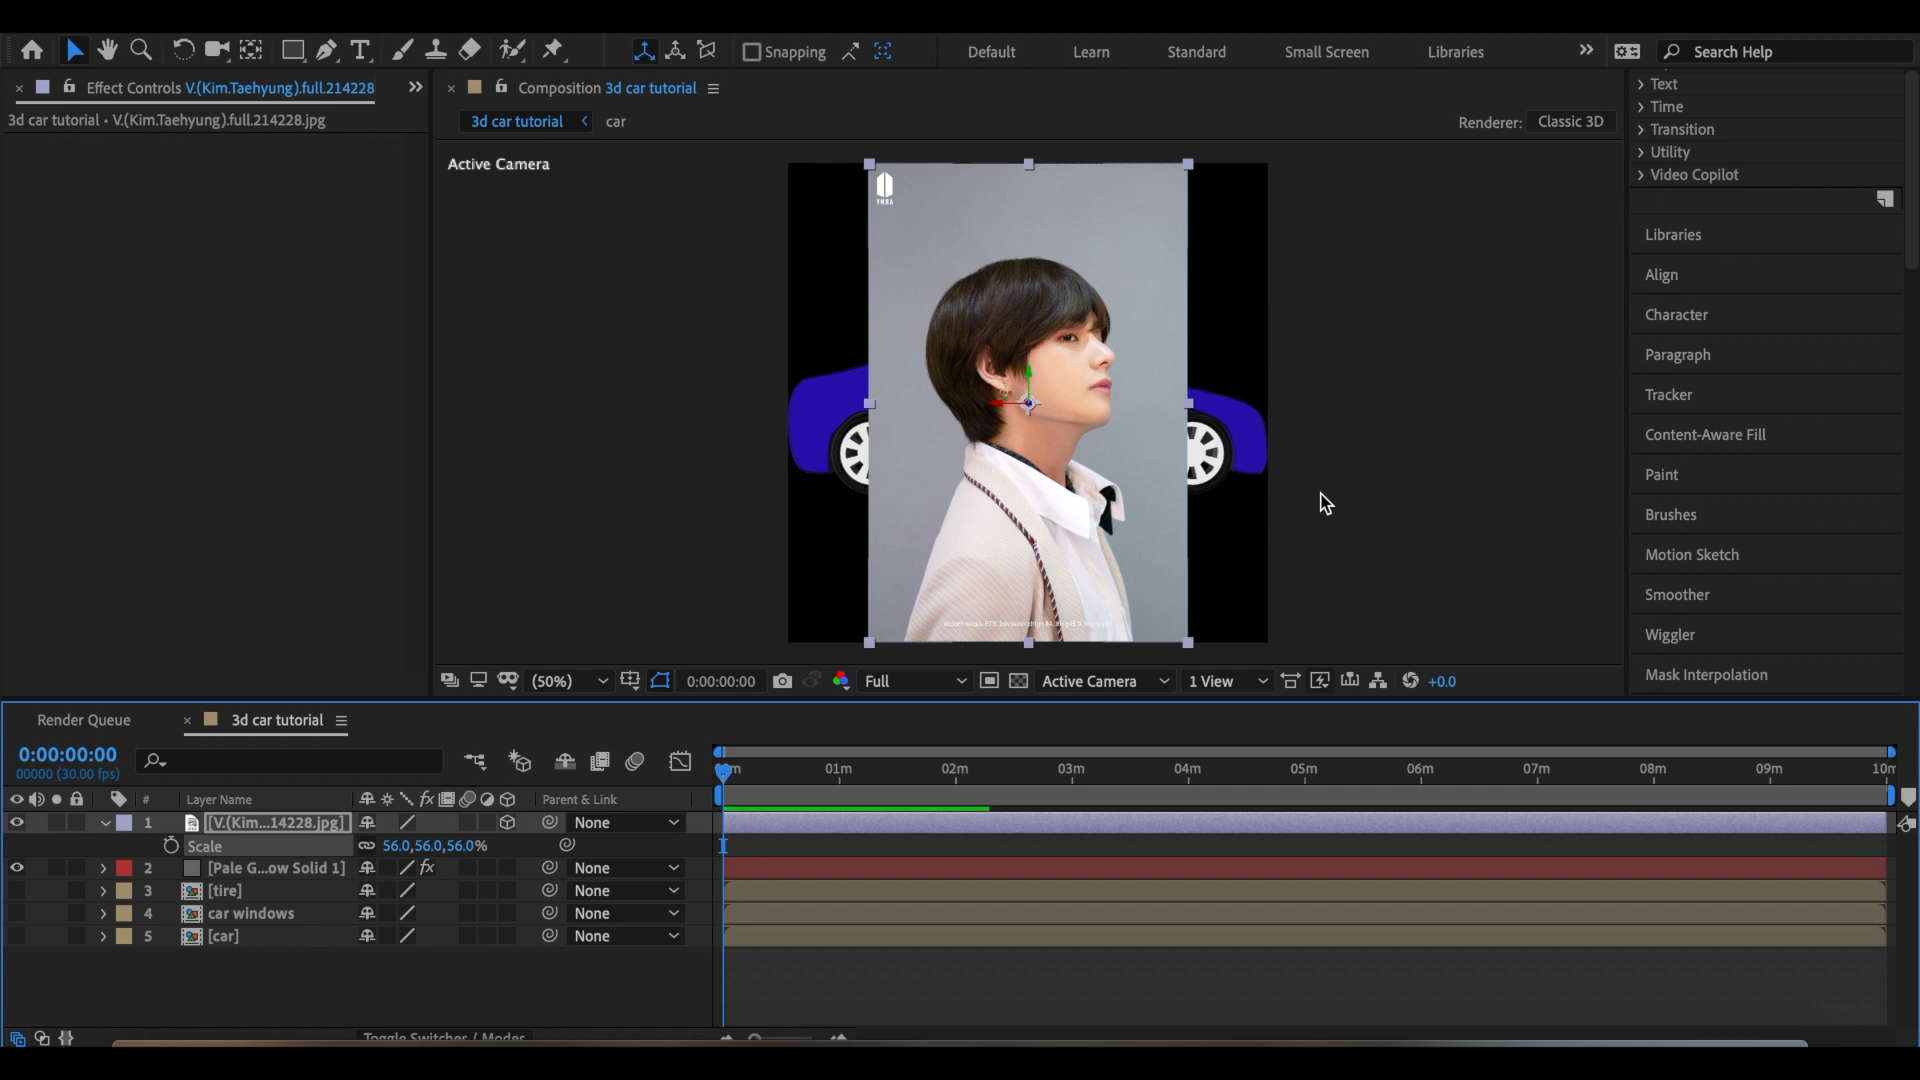 Snapping
Default
Learn
Standard
Small Screen
Libraries
Search Help
Effect Controls V.(Kim.Taehyung).full.214228
Composition 3d car tutorial
3d car tutorial • V.(Kim.Taehyung).full.214228.jpg
3d car tutorial
car
Renderer: Classic 3D
Active Camera
Text
Time
Transition
Utility
Video Copilot
Libraries
Align
Character
Paragraph
Tracker
Content-Aware Fill
Paint
Brushes
Motion Sketch
Smoother
Wiggler
Mask Interpolation
(50%)
0:00:00:00
Full
Active Camera
1 View
+0.0
Render Queue
3d car tutorial
0:00:00:00
00000 (30.00 fps)
01m
02m
03m
04m
05m
06m
07m
08m
09m
# Layer Name
Parent & Link
1 [V.(Kim...14228.jpg] None
Scale 56.0,56.0,56.0%
2 [Pale G...ow Solid 1] fx None
3 [tire] None
4 car windows None
5 [car] None
Toggle Switches / Modes